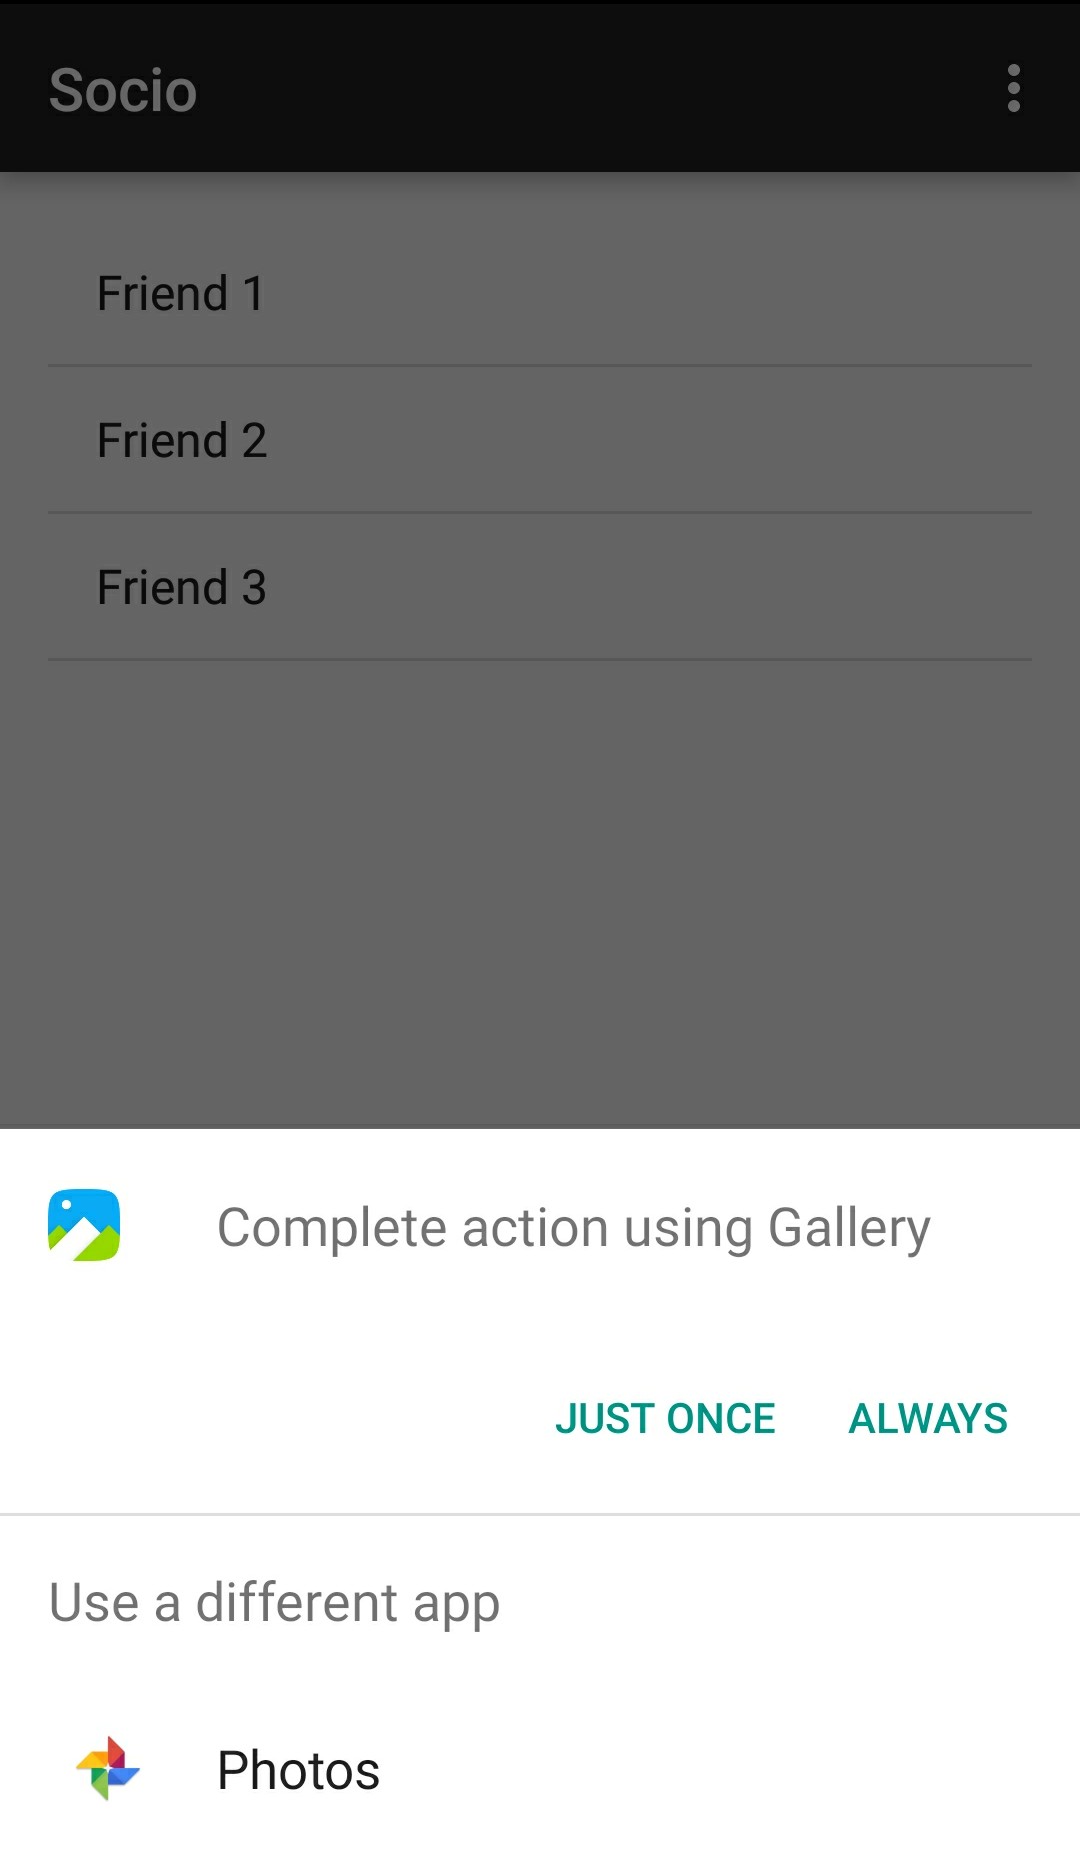 Socio
Friend 1
Friend 2
Friend 3
Complete action using Gallery
JUST ONCE ALWAYS
Use a different app
Photos